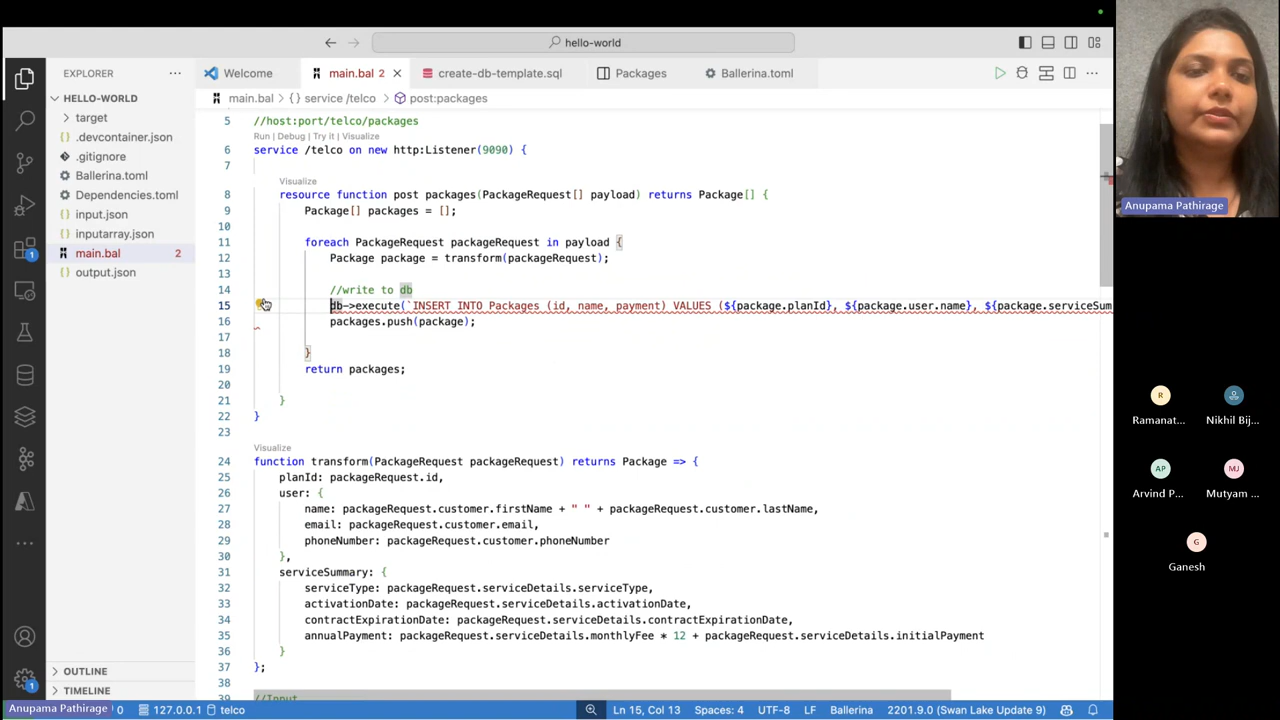 hello-world
EXPLORER
Welcome
main.bal 2
create-db-template.sql
Packages
Ballerina.toml
HELLO-WORLD
target
.devcontainer.json
.gitignore
Ballerina.toml
Dependencies.toml
input.json
inputarray.json
main.bal 2
output.json
main.bal > {} service /telco > post:packages
5 //host:port/telco/packages
Run | Debug | Try it | Visualize
6 service /telco on new http:Listener(9090) {
7
Visualize
8 resource function post packages(PackageRequest[] payload) returns Package[] {
9 Package[] packages = [];
10
11 foreach PackageRequest packageRequest in payload {
12 Package package = transform(packageRequest);
13
14 //write to db
15 db->execute(`INSERT INTO Packages (id, name, payment) VALUES (${package.planId}, ${package.user.name}, ${package.serviceSum
16 packages.push(package);
17
18 }
19 return packages;
20
21 }
22 }
23
Visualize
24 function transform(PackageRequest packageRequest) returns Package => {
25 planId: packageRequest.id,
26 user: {
27 name: packageRequest.customer.firstName + " " + packageRequest.customer.lastName,
28 email: packageRequest.customer.email,
29 phoneNumber: packageRequest.customer.phoneNumber
30 },
31 serviceSummary: {
32 serviceType: packageRequest.serviceDetails.serviceType,
33 activationDate: packageRequest.serviceDetails.activationDate,
34 contractExpirationDate: packageRequest.serviceDetails.contractExpirationDate,
35 annualPayment: packageRequest.serviceDetails.monthlyFee * 12 + packageRequest.serviceDetails.initialPayment
36 }
37 };
38
39 //Input
OUTLINE
TIMELINE
1
1
Anupama Pathirage
0 127.0.0.1 telco
Ln 15, Col 13 Spaces: 4 UTF-8 LF Ballerina 2201.9.0 (Swan Lake Update 9)
Anupama Pathirage
R
Ramanat...
Nikhil Bij...
AP
Arvind P...
MJ
Mutyam ...
G
Ganesh